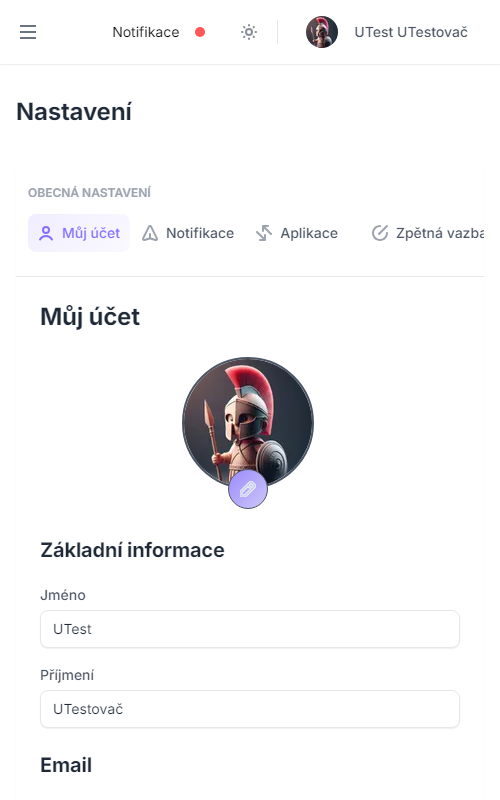 Notifikace
UTest UTestovač
Nastavení
OBECNÁ NASTAVENÍ
Můj účet
Notifikace
Aplikace
Zpětná vazba
Můj účet
Základní informace
Jméno
UTest
Příjmení
UTestovač
Email